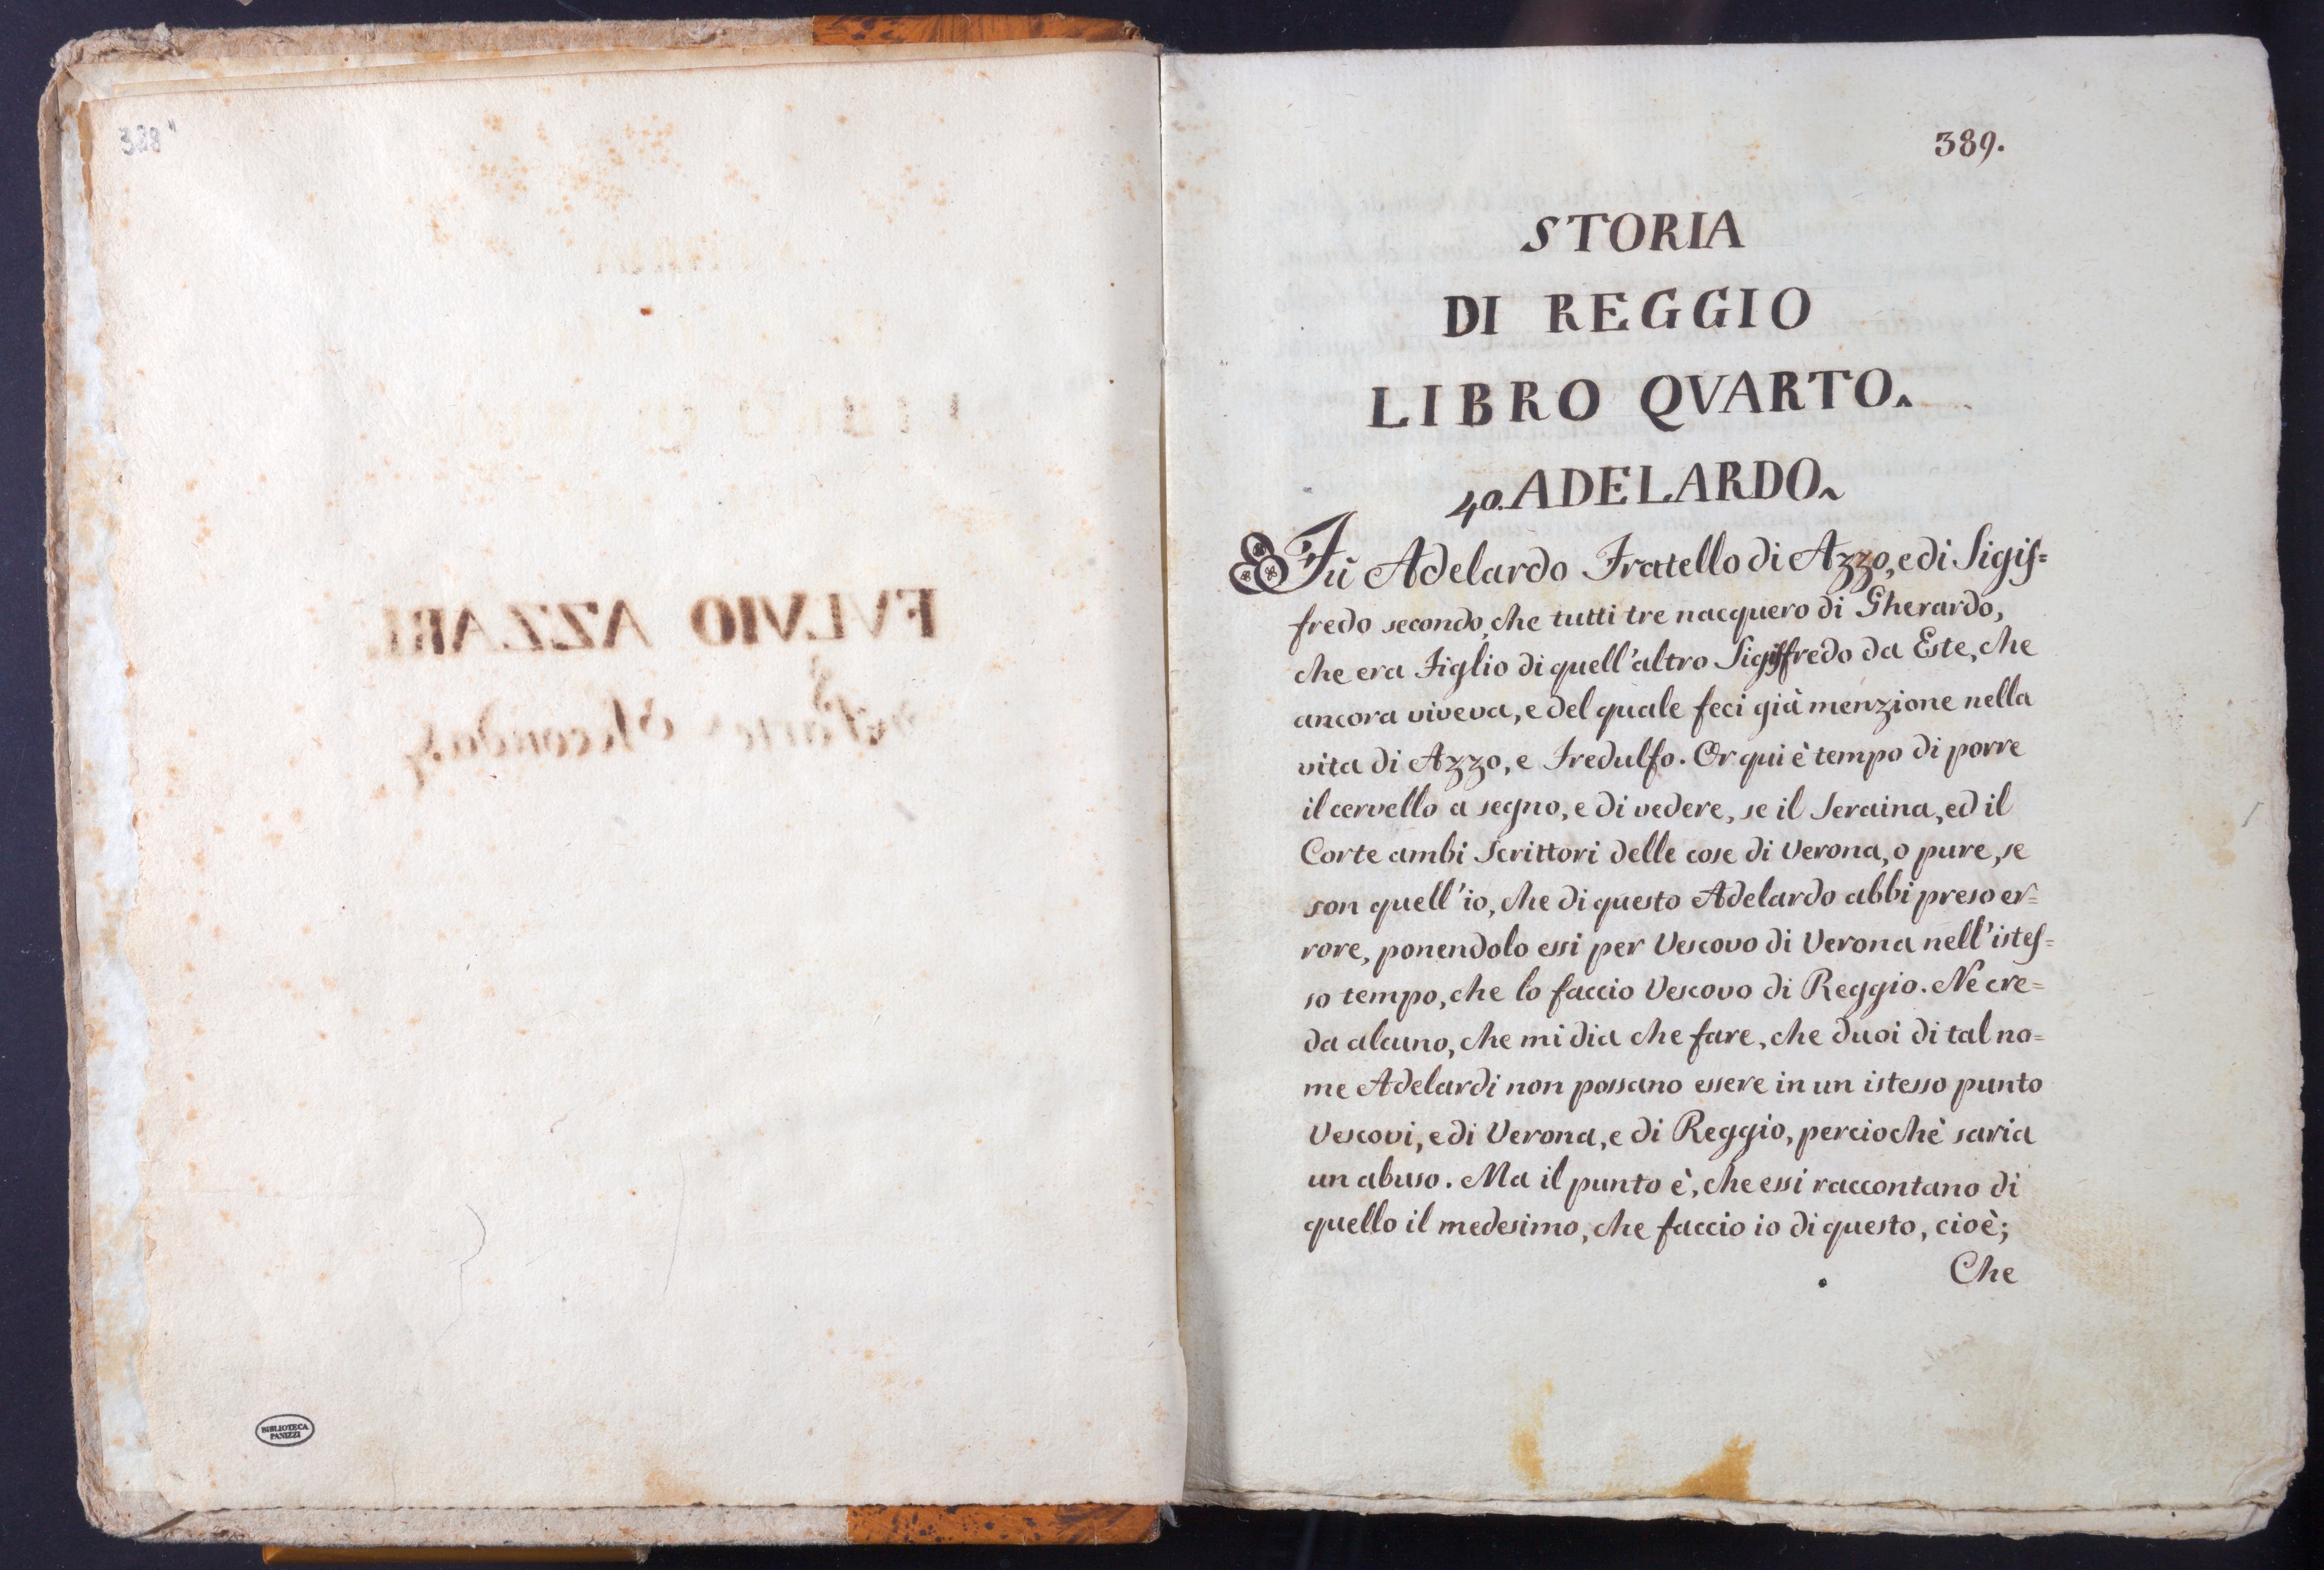 388"
FVLVIO AZZARI.
Parte Seconda
BIBLIOTECA
PANIZZI
389.
STORIA
DI REGGIO
LIBRO QVARTO.
40. ADELARDO.
Fù Adelardo Fratello di Azzo, e di Sigis=
fredo secondo, che tutti tre nacquero di Gherardo,
che era Figlio di quell'altro Sigiffredo da Este, che
ancora viveva, e del quale feci già menzione nella
vita di Azzo, e Fredulfo. Or qui è tempo di porre
il cervello a segno, e di vedere, se il Seraina, ed il
Corte ambi Scrittori delle cose di Verona, o pure, se
son quell'io, che di questo Adelardo abbi preso er=
rore, ponendolo essi per Vescovo di Verona nell'istes=
so tempo, che lo faccio Vescovo di Reggio. Ne cre=
da alcuno, che mi dia che fare, che duoi di tal no=
me Adelardi non possano essere in un istesso punto
Vescovi, e di Verona, e di Reggio, perciochè saria
un abuso. Ma il punto è, che essi raccontano di
quello il medesimo, che faccio io di questo, cioè;
Che